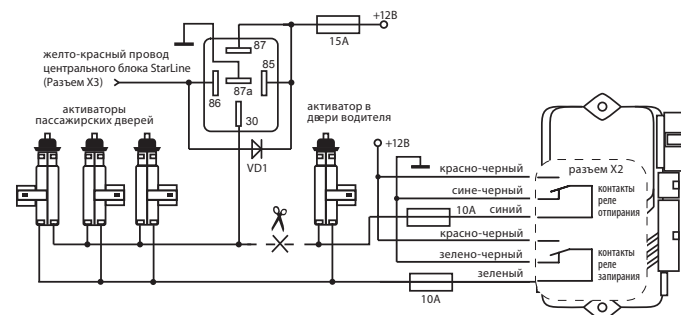 +12В
15А
87
85
87а
86
30
VD1
желто-красный провод
центрального блока StarLine
(Разъем X3)
активаторы
пассажирских дверей
активатор в
двери водителя
+12В
красно-черный
сине-черный
10А синий
красно-черный
зелено-черный
зеленый
10А
разъем X2
контакты
реле
отпирания
контакты
реле
запирания